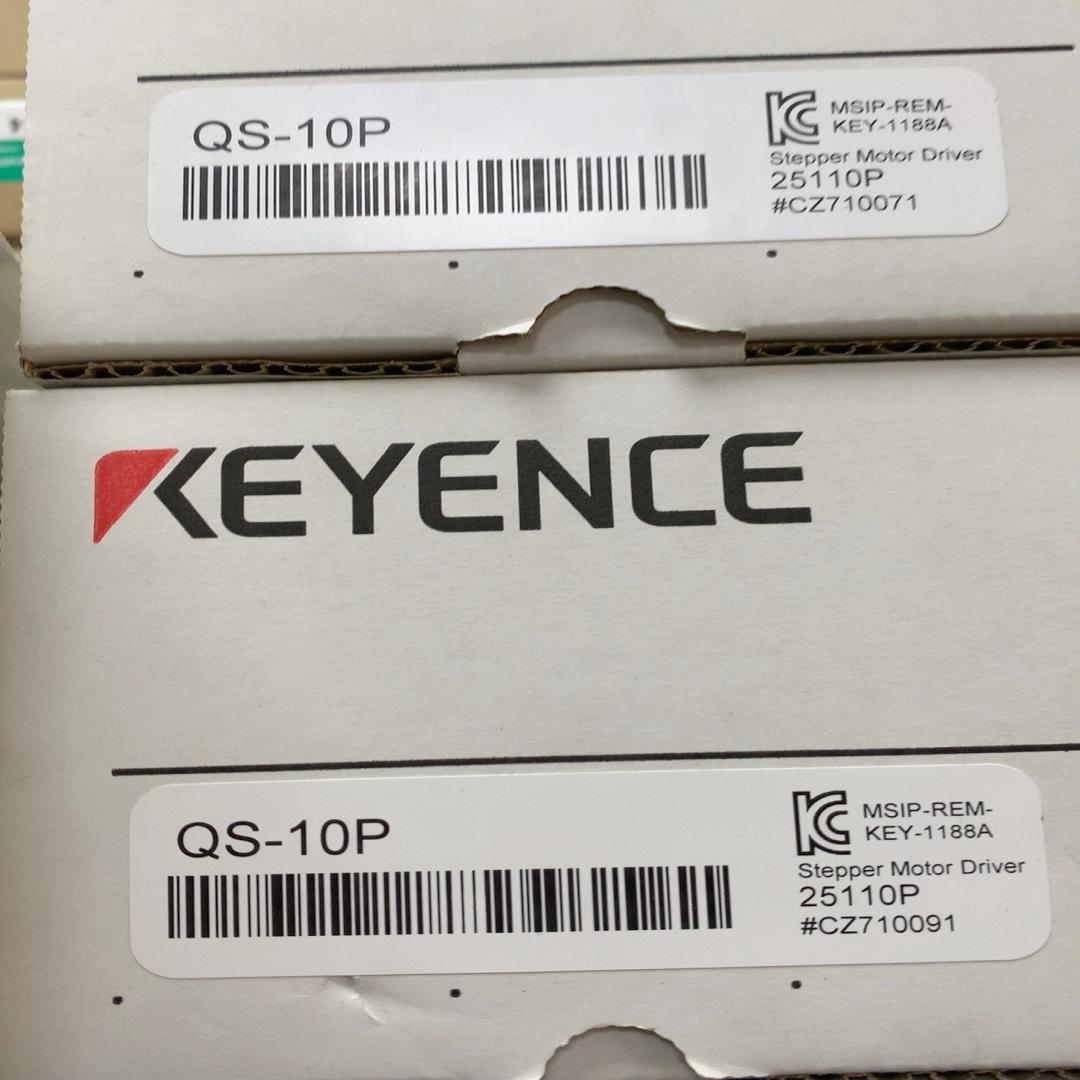 QS-10P
MSIP-REM-
KEY-1188A
Stepper Motor Driver
25110P
#CZ710071
KEYENCE
QS-10P
MSIP-REM-
KEY-1188A
Stepper Motor Driver
25110P
#CZ710091